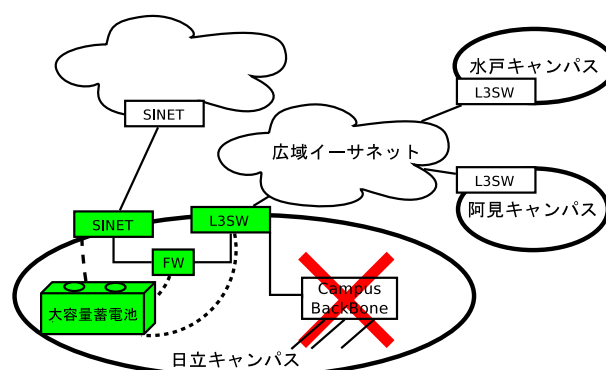 水戸キャンパス
L3SW
SINET
広域イーサネット
L3SW
阿見キャンパス
SINET
L3SW
FW
大容量蓄電池
Campus
BackBone
日立キャンパス